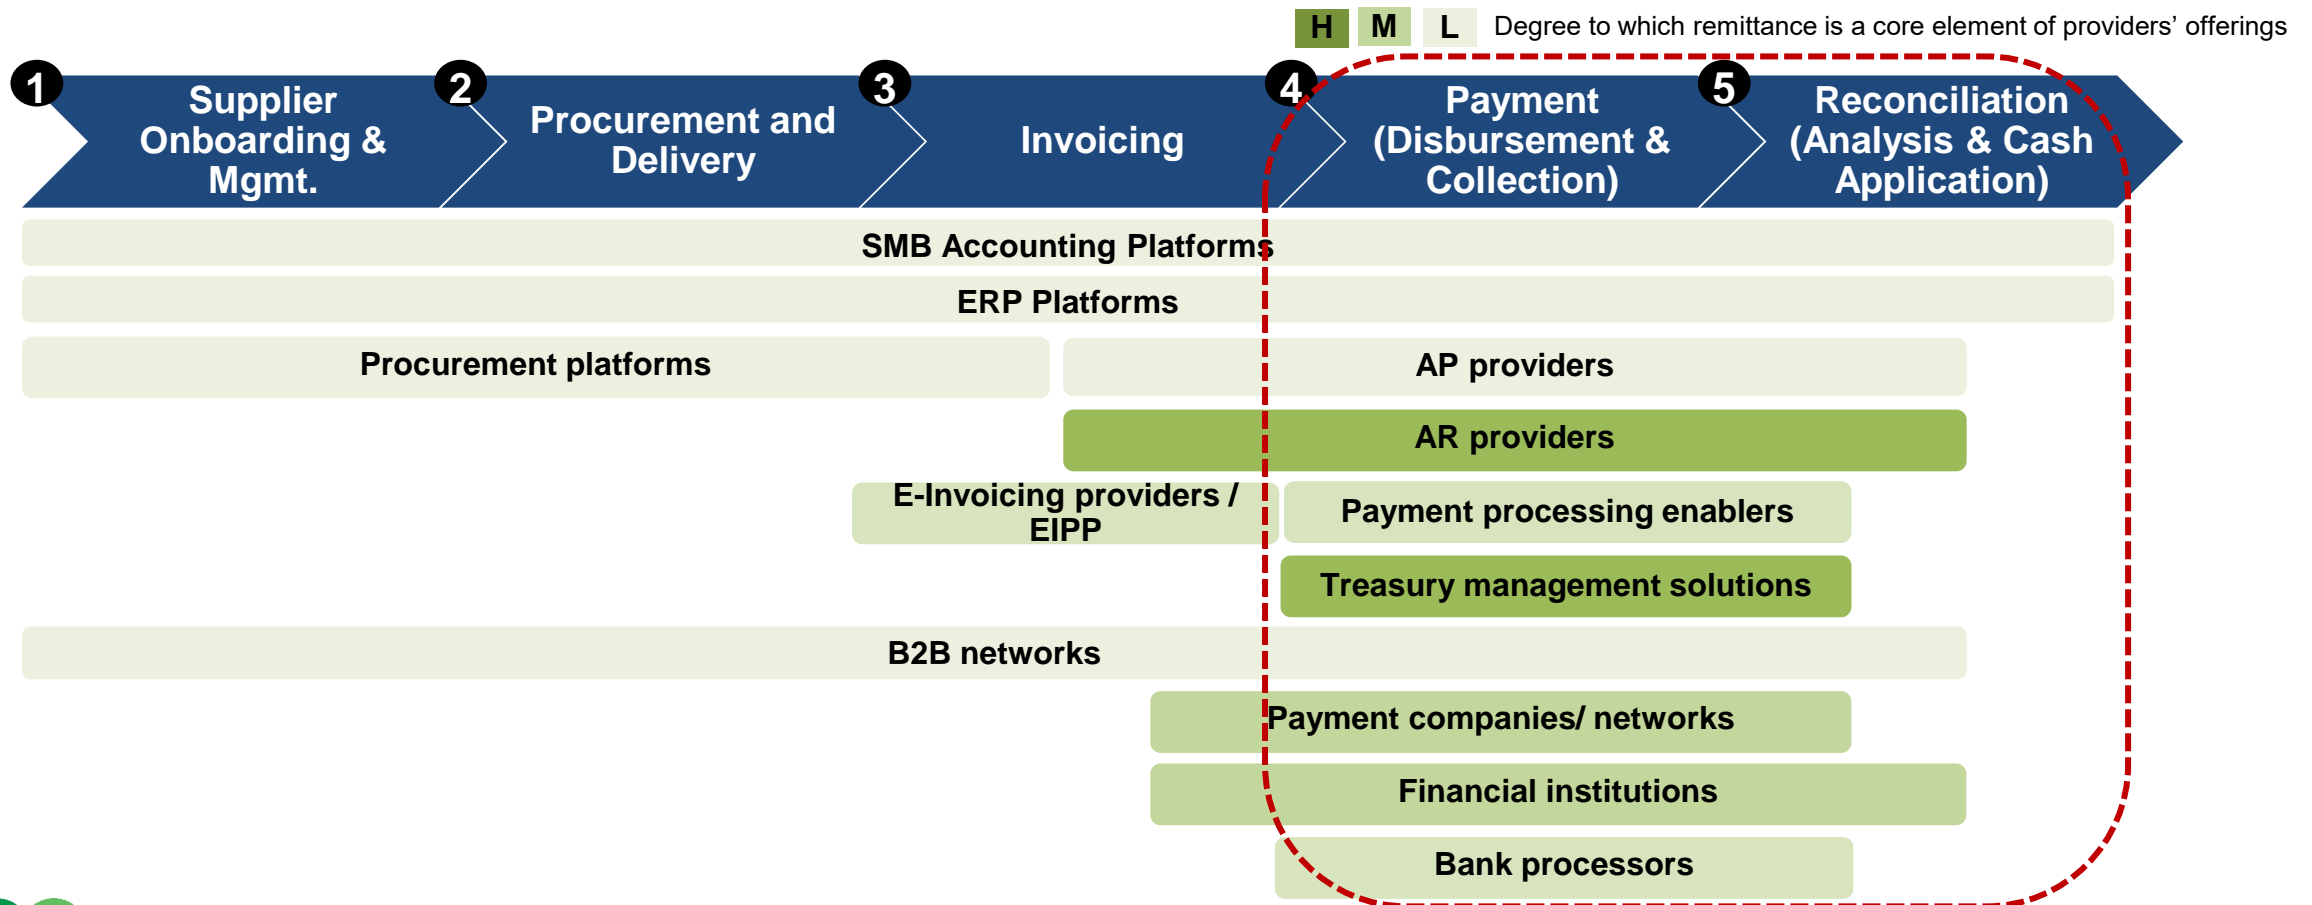 H M L Degree to which remittance is a core element of providers’ offerings
1
Supplier
Onboarding &
Mgmt.
2
Procurement and
Delivery
3
Invoicing
4
Payment
(Disbursement &
Collection)
5
Reconciliation
(Analysis & Cash
Application)
SMB Accounting Platforms
ERP Platforms
Procurement platforms
AP providers
AR providers
E-Invoicing providers /
EIPP
Payment processing enablers
Treasury management solutions
B2B networks
Payment companies/ networks
Financial institutions
Bank processors